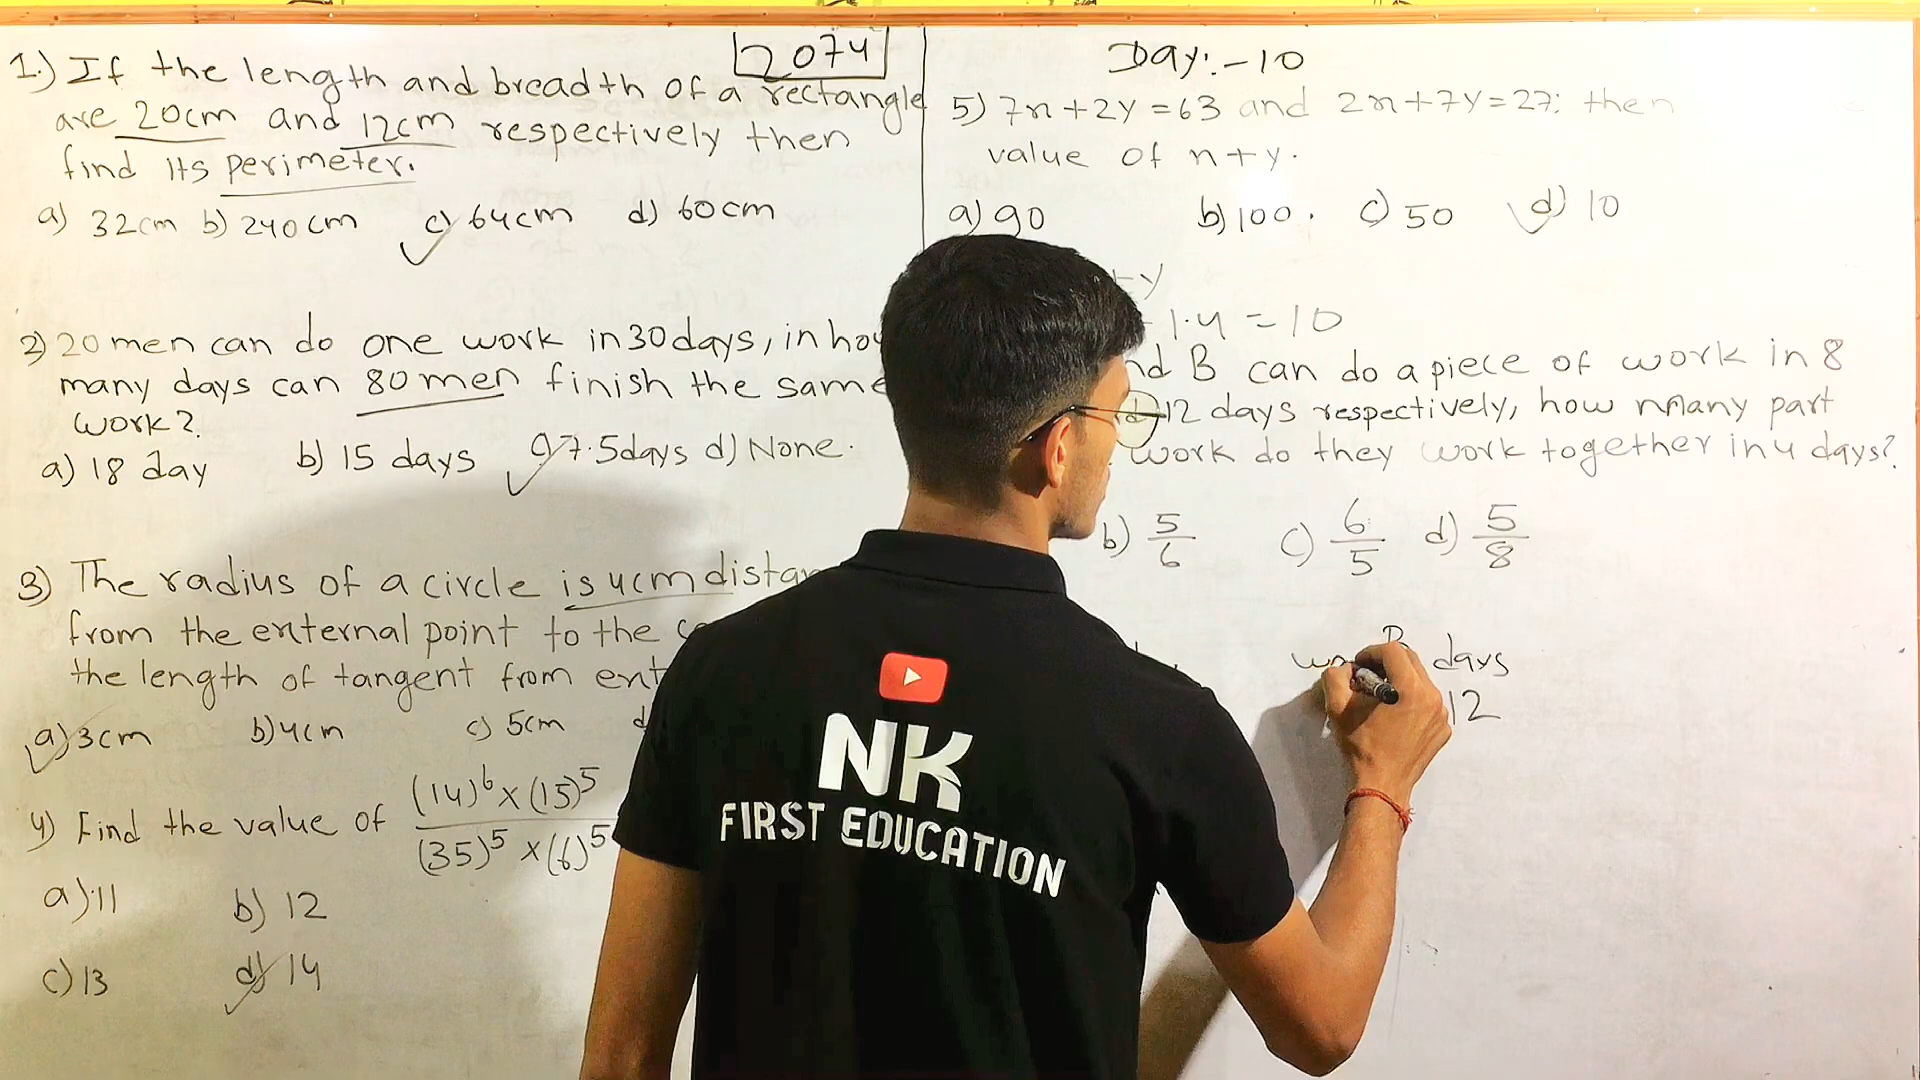 2074
1.) If the length and breadth of a rectangle
are 20cm and 12cm respectively then
find its perimeter.
a) 32cm b) 240cm c) 64cm d) 60cm
2) 20 men can do one work in 30 days, in
many days can 80 men finish the same
work?
a) 18 day b) 15 days c) 7.5days d) None.
3) The radius of a circle is 4cm
from the external point to the
the length of tangent from
a) 3cm b) 4cm c) 5cm
4) Find the value of (14)^6 x (15)^5
(35)^5 x (6)^5
a) 11 b) 12
c) 13 d) 14
Day:-10
5) 7x+2y=63 and 2x+7y=27: then
value of x+y.
a) 90 b) 100. c) 50 d) 10
+y
1.4 = 10
B can do a piece of work in 8
12 days respectively, how many part
work do they work together in 4 days?
b) 5/6 c) 6/5 d) 5/8
days
12
NK
FIRST EDUCATION